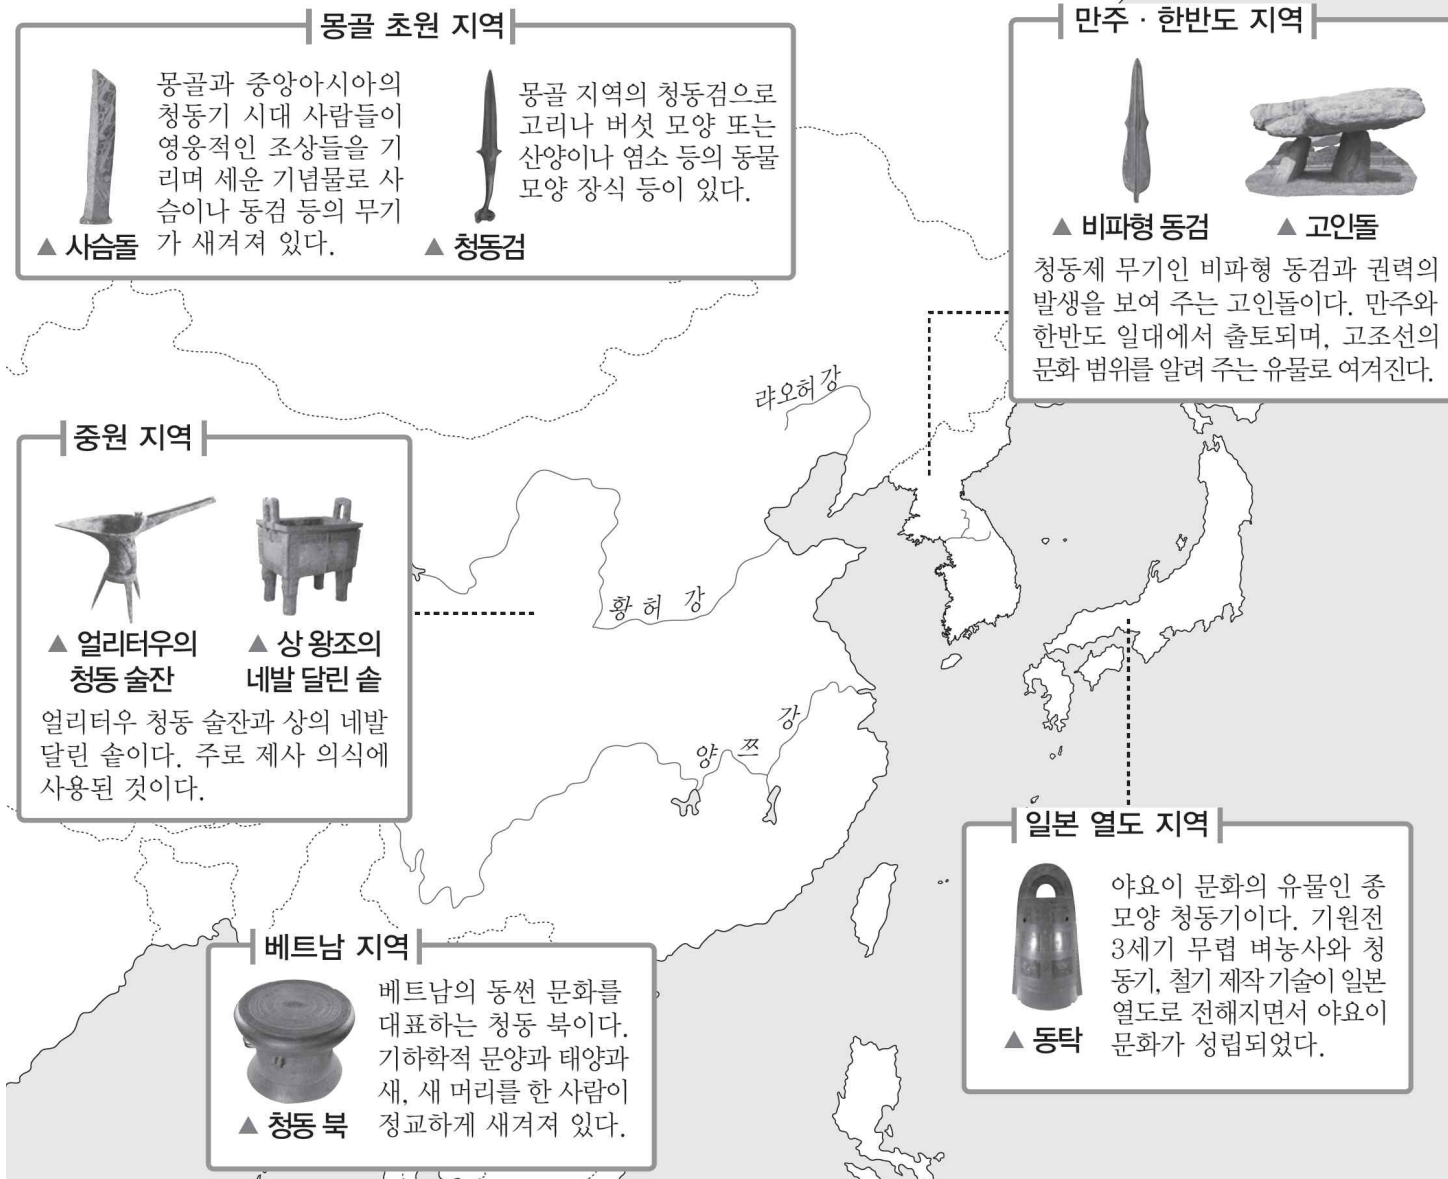 몽골 초원 지역
몽골과 중앙아시아의
청동기 시대 사람들이
영웅적인 조상들을 기
리며 세운 기념물로 사
슴이나 동검 등의 무기
가 새겨져 있다.
▲ 사슴돌
몽골 지역의 청동검으로
고리나 버섯 모양 또는
산양이나 염소 등의 동물
모양 장식 등이 있다.
▲ 청동검
만주 · 한반도 지역
▲ 비파형 동검
▲ 고인돌
청동제 무기인 비파형 동검과 권력의
발생을 보여 주는 고인돌이다. 만주와
한반도 일대에서 출토되며, 고조선의
문화 범위를 알려 주는 유물로 여겨진다.
랴오허강
중원 지역
▲ 얼리터우의
청동 술잔
▲ 상 왕조의
네발 달린 솥
얼리터우 청동 술잔과 상의 네발
달린 솥이다. 주로 제사 의식에
사용된 것이다.
황허 강
양쯔 강
베트남 지역
베트남의 동썬 문화를
대표하는 청동 북이다.
기하학적 문양과 태양과
새, 새 머리를 한 사람이
정교하게 새겨져 있다.
▲ 청동 북
일본 열도 지역
야요이 문화의 유물인 종
모양 청동기이다. 기원전
3세기 무렵 벼농사와 청
동기, 철기 제작 기술이 일본
열도로 전해지면서 야요이
문화가 성립되었다.
▲ 동탁